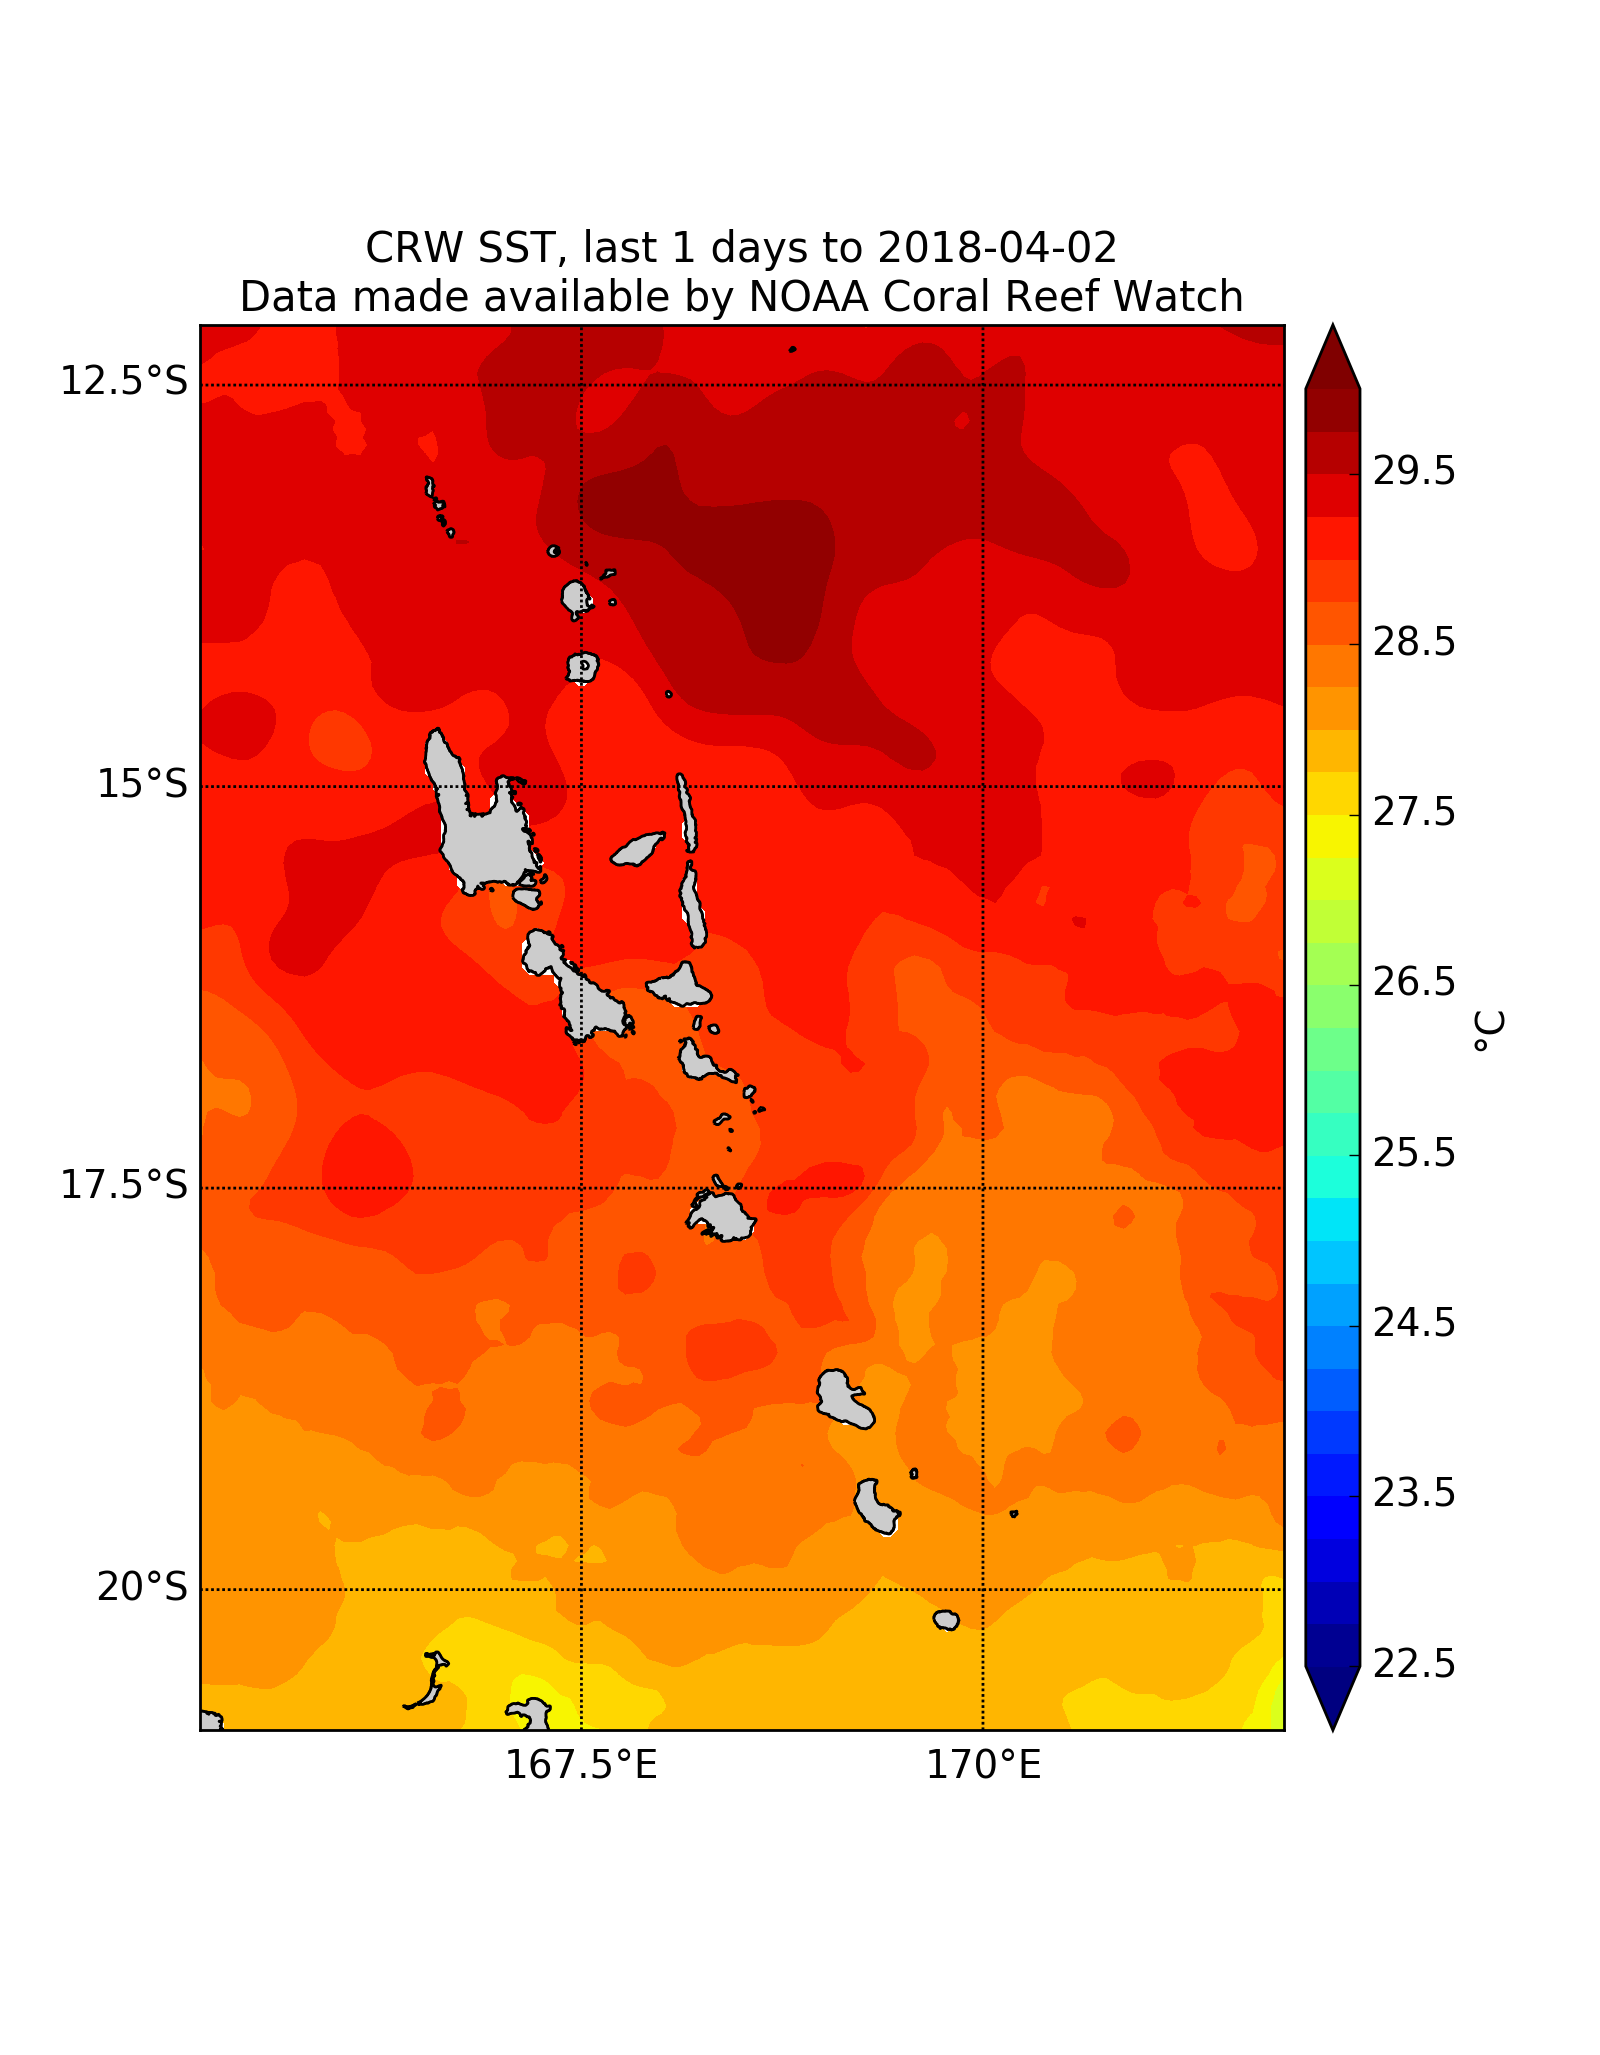 CRW SST, last 1 days to 2018-04-02
Data made available by NOAA Coral Reef Watch
12.5°S
15°S
17.5°S
20°S
167.5°E
170°E
29.5
28.5
27.5
26.5
25.5
24.5
23.5
22.5
°C